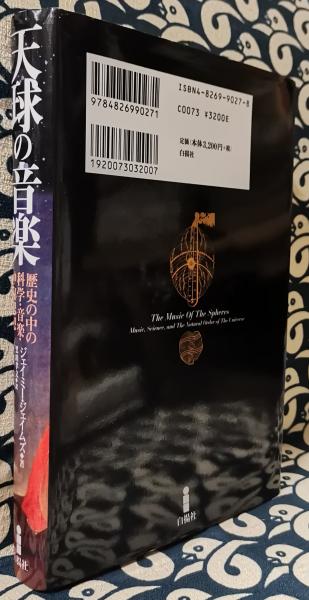 天球の音楽
歴史の中の
科学・音楽・
ジェイミー・ジェイムズ・著
白揚社
9784826990271
1920073032007
ISBN4-8269-9027-8
C0073 ¥3200E
定価(本体3,200円+税)
白揚社
The Music Of The Spheres
Music, Science, and The Natural Order of The Universe
白揚社